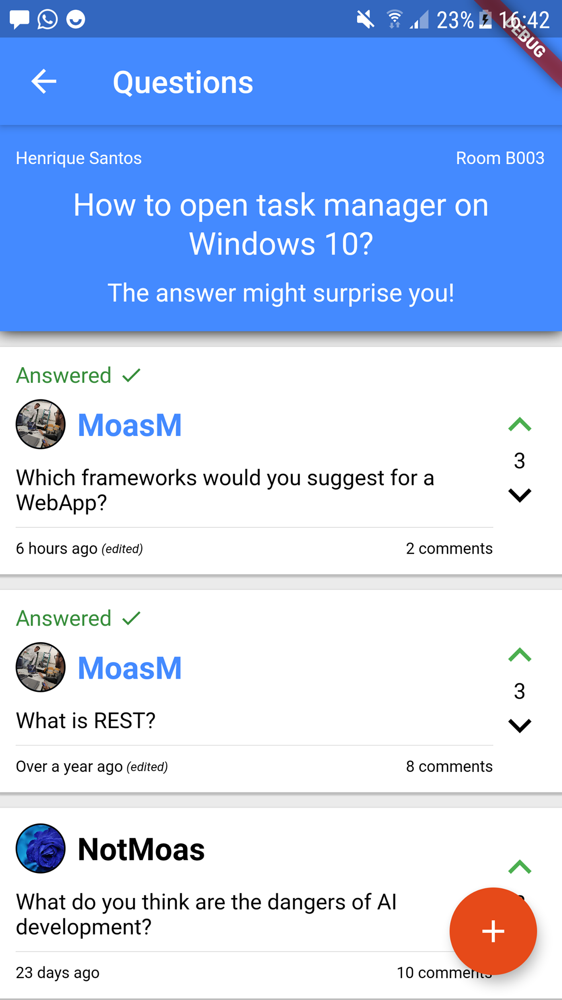 23% 16:42
DEBUG
Questions
Henrique Santos
Room B003
How to open task manager on
Windows 10?
The answer might surprise you!
Answered
MoasM
3
Which frameworks would you suggest for a
WebApp?
6 hours ago (edited)
2 comments
Answered
MoasM
3
What is REST?
Over a year ago (edited)
8 comments
NotMoas
What do you think are the dangers of AI
development?
23 days ago
10 comments